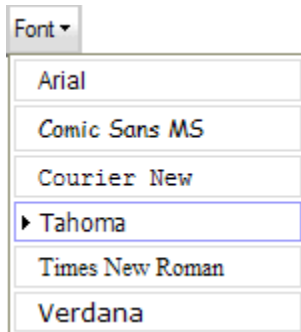 Font
Arial
Comic Sans MS
Courier New
Tahoma
Times New Roman
Verdana